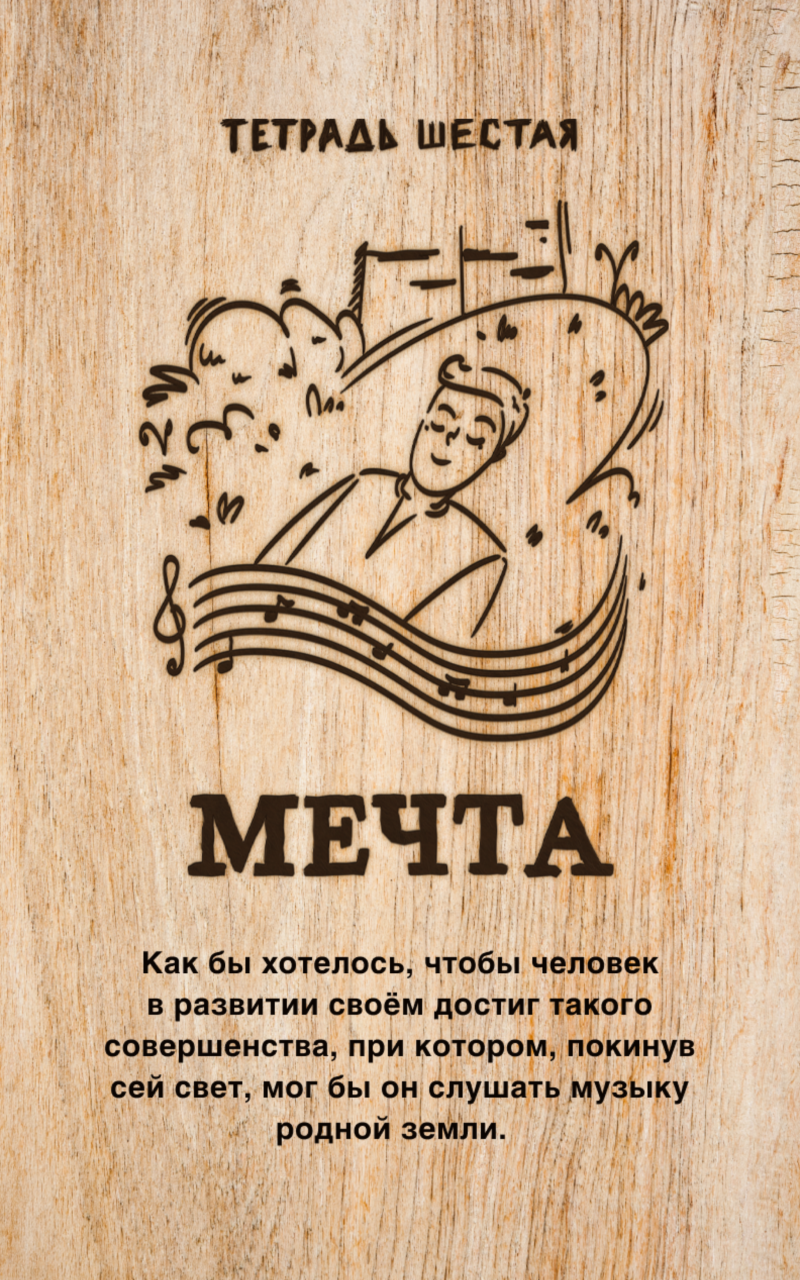 ТЕТРАДЬ ШЕСТАЯ
МЕЧТА
Как бы хотелось, чтобы человек
в развитии своём достиг такого
совершенства, при котором, покинув
сей свет, мог бы он слушать музыку
родной земли.